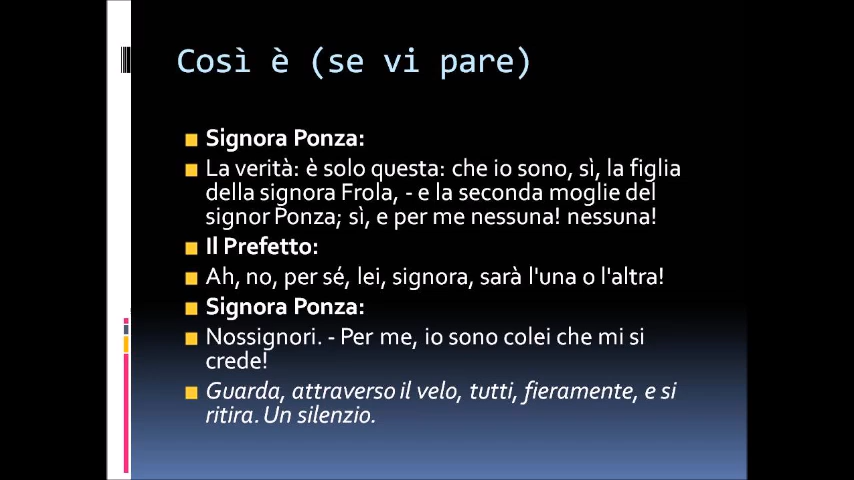 Così è (se vi pare)
Signora Ponza:
La verità: è solo questa: che io sono, sì, la figlia
della signora Frola, - e la seconda moglie del
signor Ponza; sì, e per me nessuna! nessuna!
Il Prefetto:
Ah, no, per sé, lei, signora, sarà l'una o l'altra!
Signora Ponza:
Nossignori. - Per me, io sono colei che mi si
crede!
Guarda, attraverso il velo, tutti, fieramente, e si
ritira. Un silenzio.